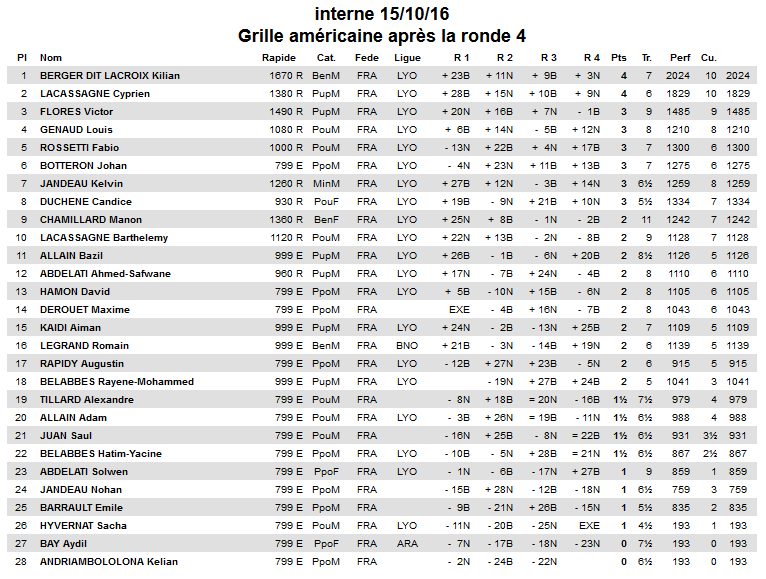 interne 15/10/16
Grille américaine après la ronde 4
Pl Nom Rapide Cat. Fede Ligue R 1 R 2 R 3 R 4 Pts Tr. Perf Cu.
1 BERGER DIT LACROIX Kilian 1670 R BenM FRA LYO + 23B + 11N + 9B + 3N 4 7 2024 10 2024
2 LACASSAGNE Cyprien 1380 R PupM FRA LYO + 28B + 15N + 10B + 9N 4 6 1829 10 1829
3 FLORES Victor 1490 R PupM FRA LYO + 20N + 16B + 7N - 1B 3 9 1485 9 1485
4 GENAUD Louis 1080 R PouM FRA LYO + 6B + 14N - 5B + 12N 3 8 1210 8 1210
5 ROSSETTI Fabio 1000 R PouM FRA LYO - 13N + 22B + 4N + 17B 3 7 1300 6 1300
6 BOTTERON Johan 799 E PpoM FRA LYO - 4N + 23N + 11B + 13B 3 7 1275 6 1275
7 JANDEAU Kelvin 1260 R MinM FRA LYO + 27B + 12N - 3B + 14N 3 6½ 1259 8 1259
8 DUCHENE Candice 930 R PouF FRA LYO + 19B - 9N + 21B + 10N 3 5½ 1334 7 1334
9 CHAMILLARD Manon 1360 R BenF FRA LYO + 25N + 8B - 1N - 2B 2 11 1242 7 1242
10 LACASSAGNE Barthelemy 1120 R PouM FRA LYO + 22N + 13B - 2N - 8B 2 9 1128 7 1128
11 ALLAIN Bazil 999 E PupM FRA LYO + 26B - 1B - 6N + 20B 2 8½ 1126 5 1126
12 ABDELATI Ahmed-Safwane 960 R PupM FRA LYO + 17N - 7B + 24N - 4B 2 8 1110 6 1110
13 HAMON David 799 E PpoM FRA LYO + 5B - 10N + 15B - 6N 2 8 1105 6 1105
14 DEROUET Maxime 799 E PpoM FRA EXE - 4B + 16N - 7B 2 8 1043 6 1043
15 KAIDI Aiman 999 E PupM FRA LYO + 24N - 2B - 13N + 25B 2 7 1109 5 1109
16 LEGRAND Romain 999 E BenM FRA BNO + 21B - 3N - 14B + 19N 2 6 1139 5 1139
17 RAPIDY Augustin 799 E PpoM FRA LYO - 12B + 27N + 23B - 5N 2 6 915 5 915
18 BELABBES Rayene-Mohammed 999 E PupM FRA LYO - 19N + 27B + 24B 2 5 1041 3 1041
19 TILLARD Alexandre 799 E PouM FRA - 8N + 18B = 20N - 16B 1½ 7½ 979 4 979
20 ALLAIN Adam 799 E PouM FRA LYO - 3B + 26N = 19B - 11N 1½ 6½ 988 4 988
21 JUAN Saul 799 E PouM FRA - 16N + 25B - 8N = 22B 1½ 6½ 931 3½ 931
22 BELABBES Hatim-Yacine 799 E PpoM FRA LYO - 10B - 5N + 28B = 21N 1½ 6½ 867 2½ 867
23 ABDELATI Solwen 799 E PpoF FRA LYO - 1N - 6B - 17N + 27B 1 9 859 1 859
24 JANDEAU Nohan 799 E PpoM FRA - 15B + 28N - 12B - 18N 1 6½ 759 3 759
25 BARRAULT Emile 799 E PpoM FRA - 9B - 21N + 26B - 15N 1 5½ 835 2 835
26 HYVERNAT Sacha 799 E PouM FRA LYO - 11N - 20B - 25N EXE 1 4½ 193 1 193
27 BAY Aydil 799 E PpoF FRA ARA - 7N - 17B - 18N - 23N 0 7½ 193 0 193
28 ANDRIAMBOLOLONA Kelian 799 E PpoM FRA - 2N - 24B - 22N 0 6½ 193 0 193